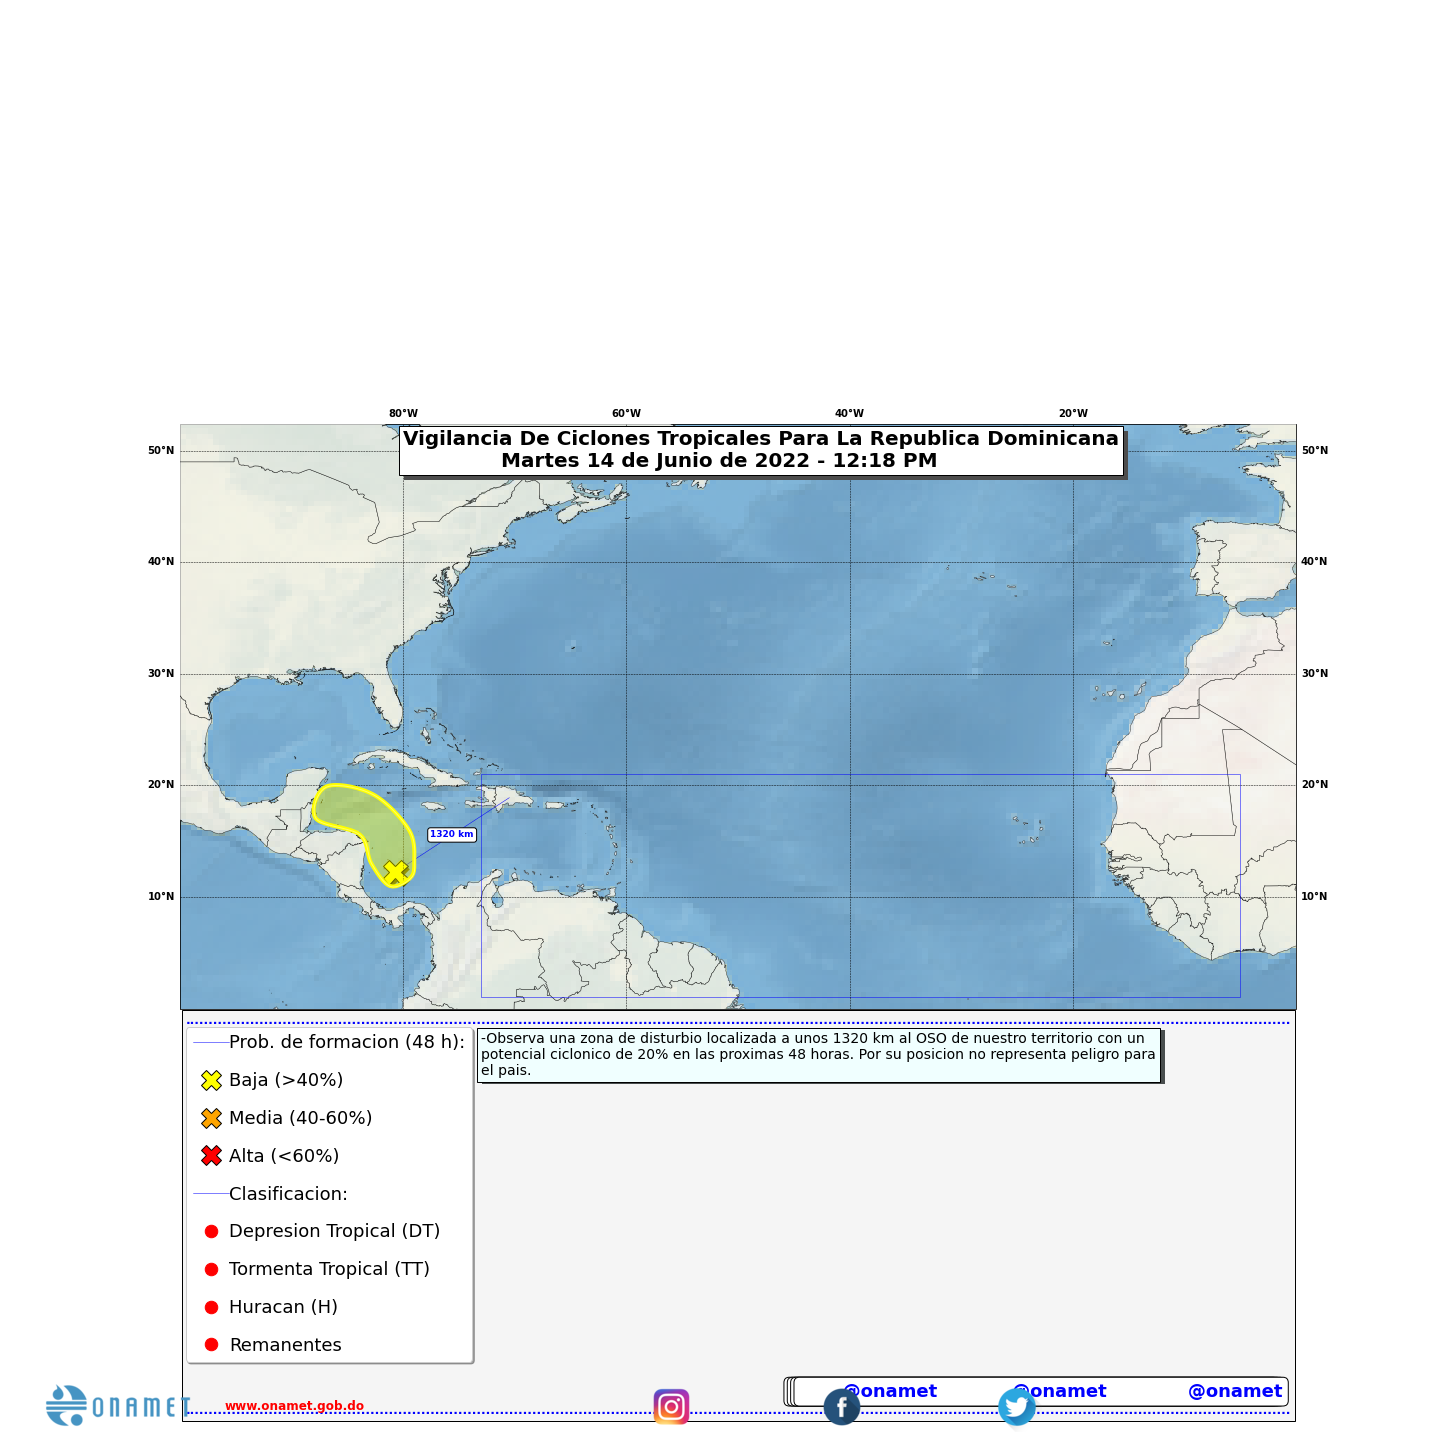 80°W 60°W 40°W 20°W
Vigilancia De Ciclones Tropicales Para La Republica Dominicana
Martes 14 de Junio de 2022 - 12:18 PM
50°N 50°N
40°N 40°N
30°N 30°N
20°N 20°N
1320 km
10°N 10°N
Prob. de formacion (48 h):
Baja (>40%)
Media (40-60%)
Alta (<60%)
Clasificacion:
Depresion Tropical (DT)
Tormenta Tropical (TT)
Huracan (H)
Remanentes
-Observa una zona de disturbio localizada a unos 1320 km al OSO de nuestro territorio con un
potencial ciclonico de 20% en las proximas 48 horas. Por su posicion no representa peligro para
el pais.
ONAMET
www.onamet.gob.do
@onamet @onamet @onamet